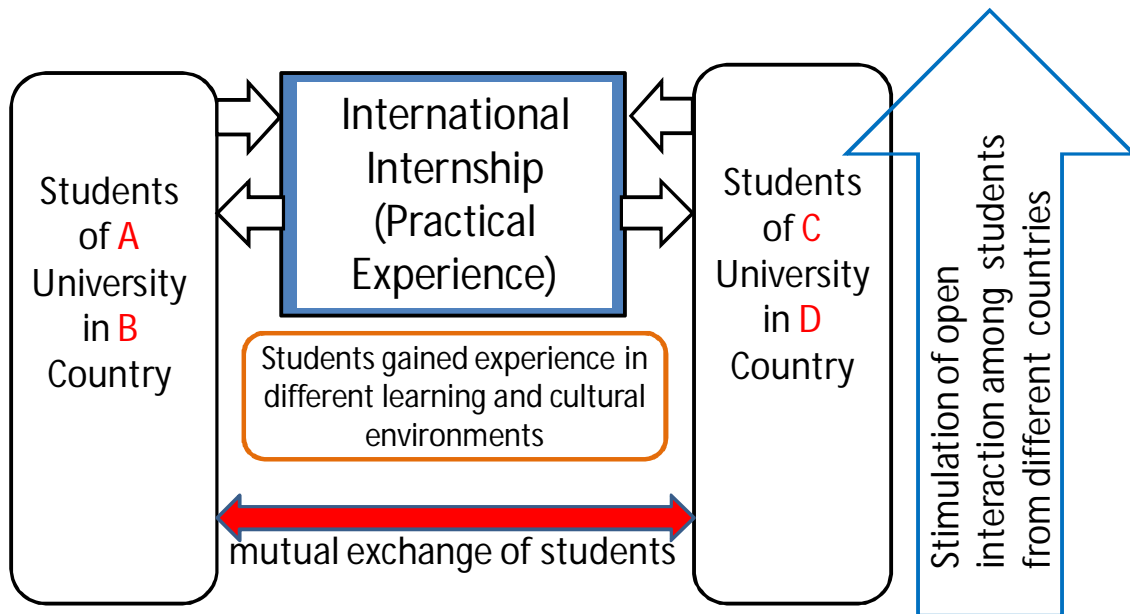 Students
of A
University
in B
Country
International
Internship
(Practical
Experience)
Students gained experience in
different learning and cultural
environments
mutual exchange of students
Students
of C
University
in D
Country
Stimulation of open
interaction among students
from different countries